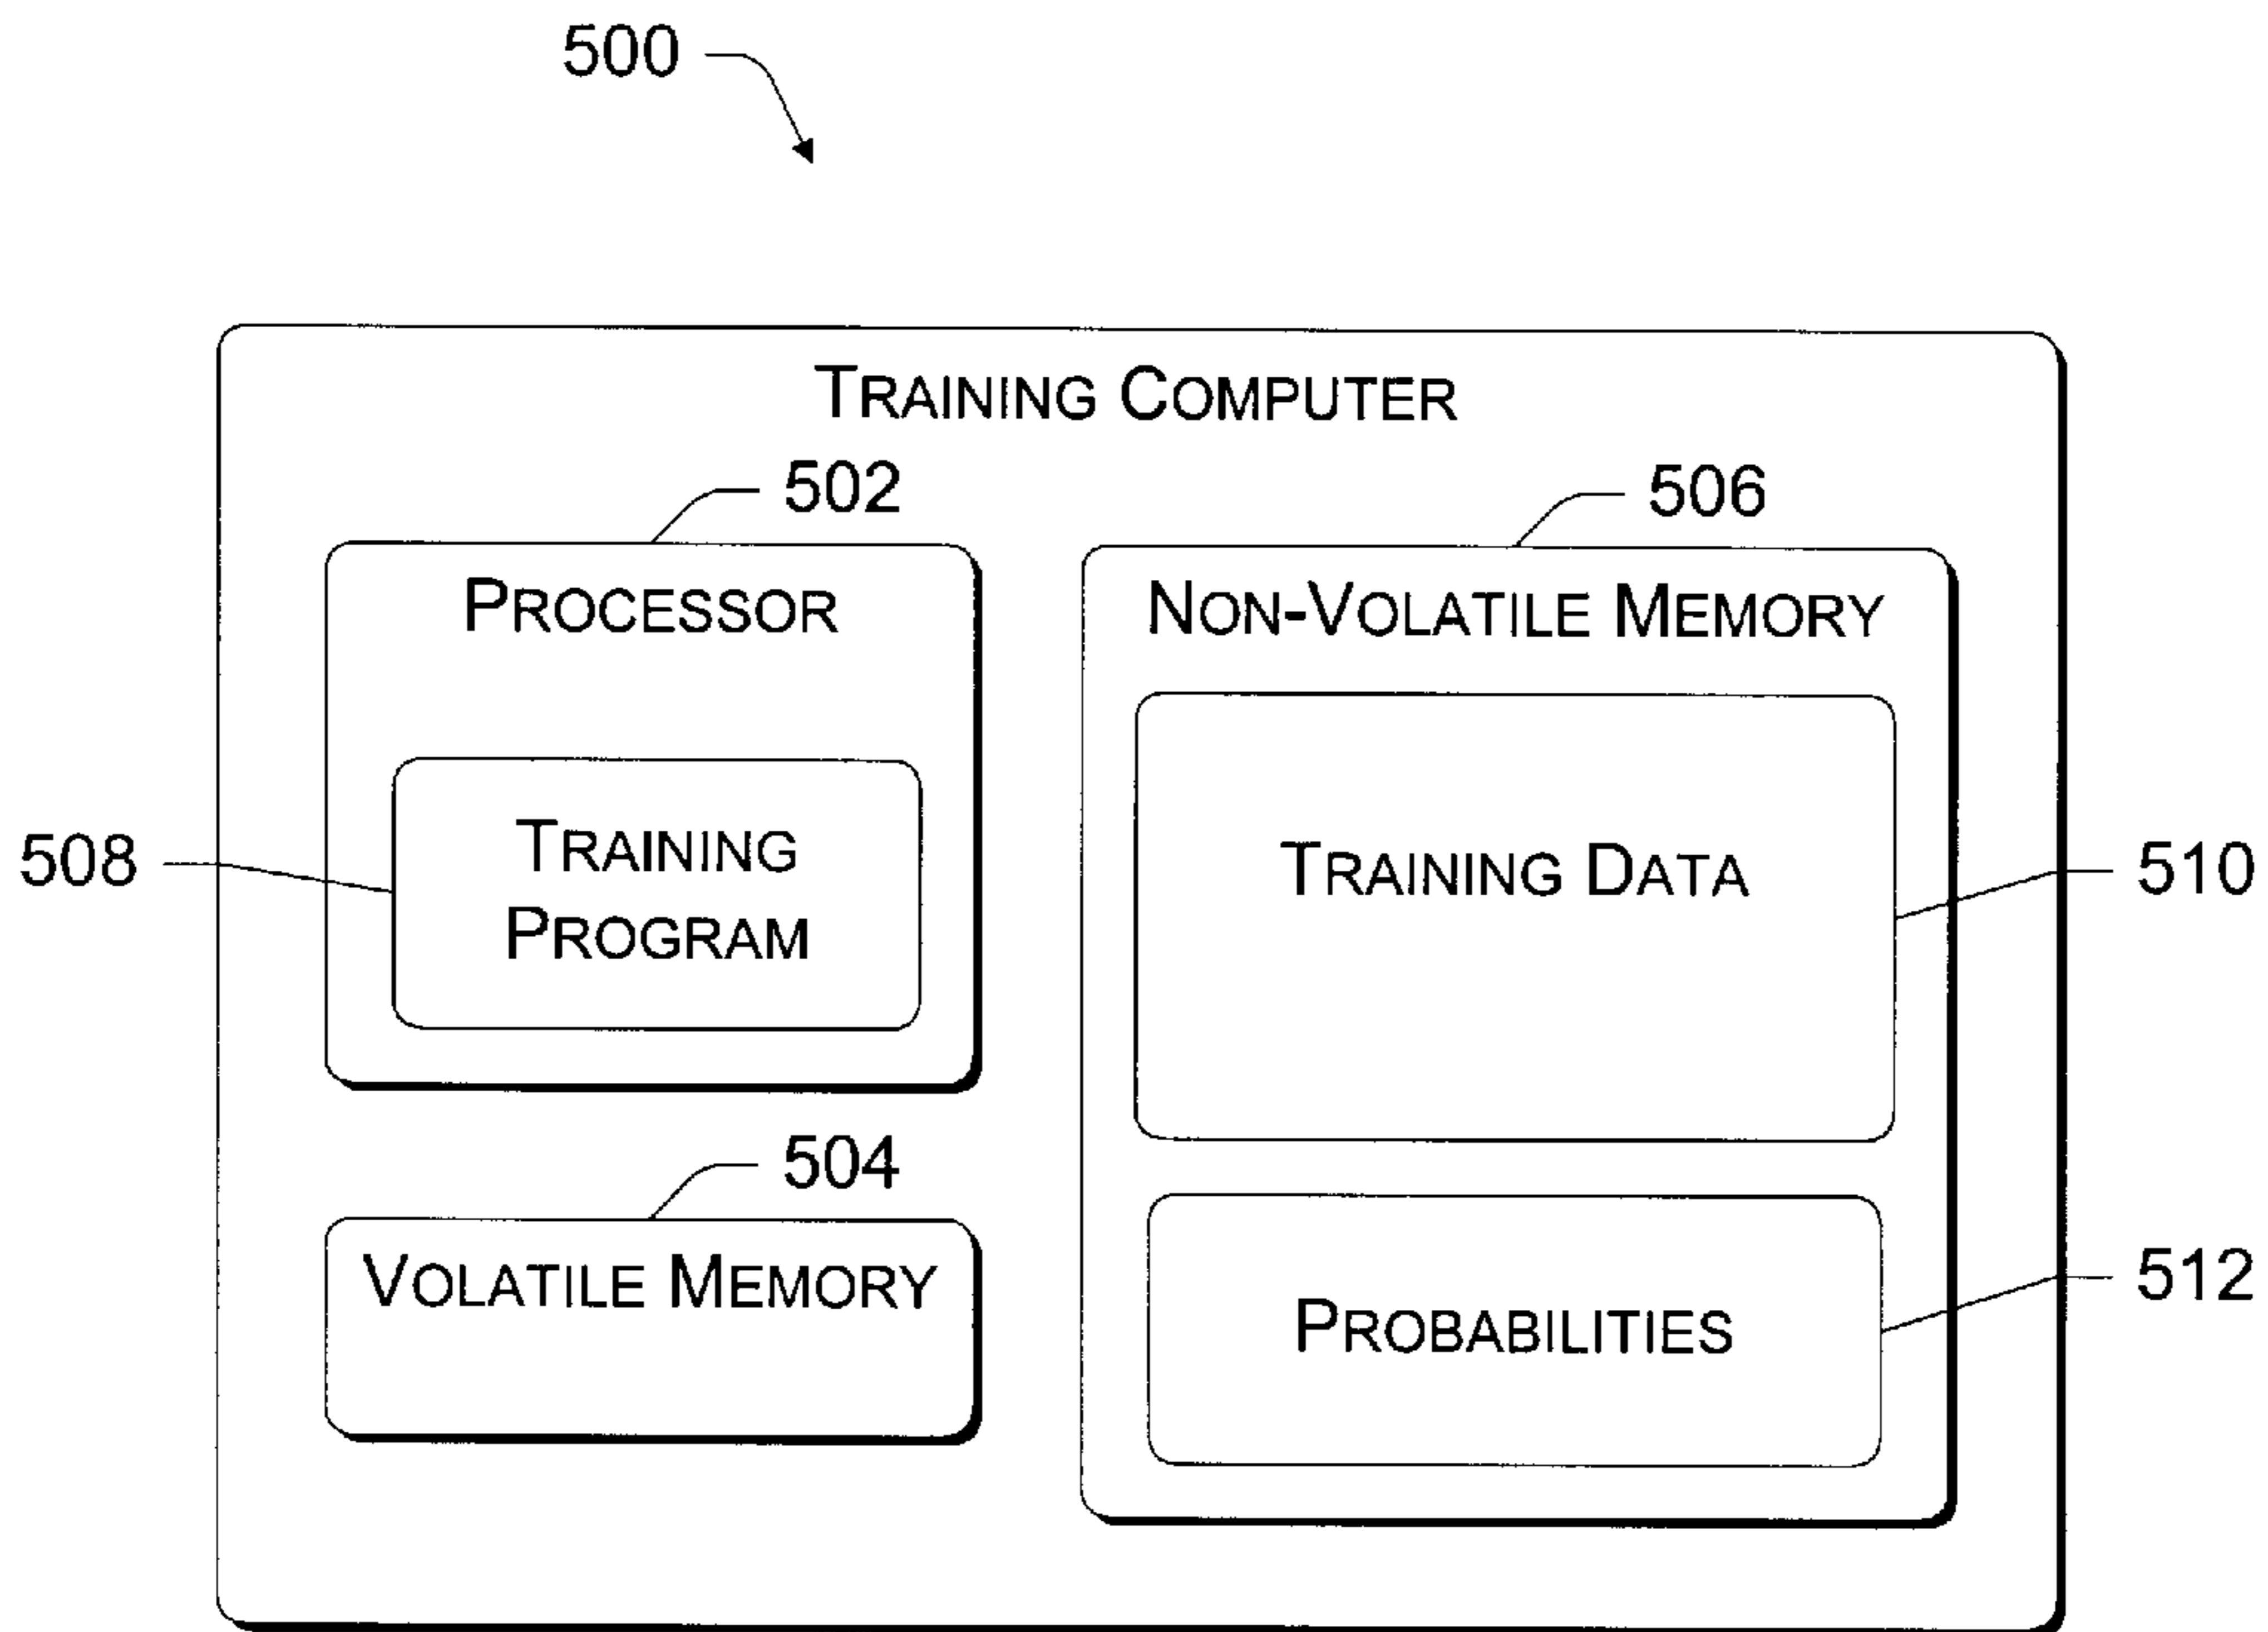 500
TRAINING COMPUTER
502
506
PROCESSOR
NON-VOLATILE MEMORY
TRAINING
PROGRAM
508
TRAINING DATA
510
504
VOLATILE MEMORY
512
PROBABILITIES